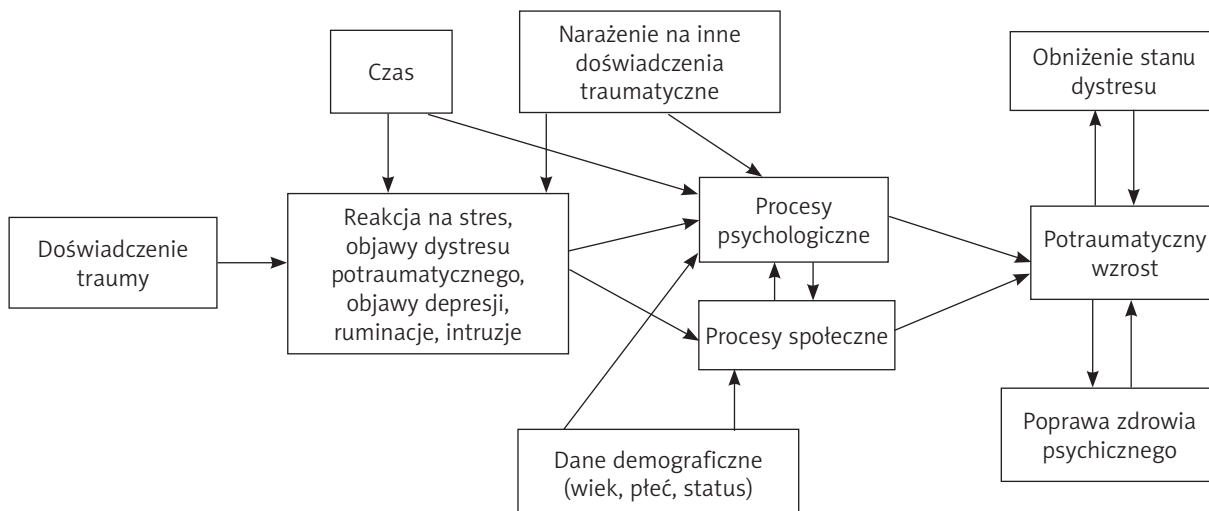 Czas
Narażenie na inne
doświadczenia
traumatyczne
Obniżenie stanu
dystresu
Doświadczenie
traumy
Reakcja na stres,
objawy dystresu
potraumatycznego,
objawy depresji,
ruminacje, intruzje
Procesy
psychologiczne
Procesy społeczne
Potraumatyczny
wzrost
Dane demograficzne
(wiek, płeć, status)
Poprawa zdrowia
psychicznego